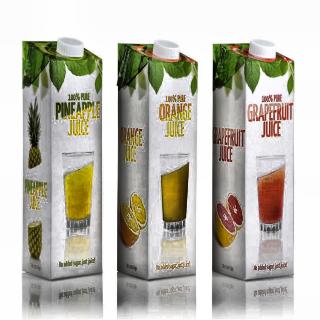 100% PURE
PINEAPPLE
JUICE
PINEAPPLE
JUICE
No added sugar, just juice!
100% PURE
ORANGE
JUICE
ORANGE
JUICE
No added sugar, just juice!
100% PURE
GRAPEFRUIT
JUICE
GRAPEFRUIT
JUICE
No added sugar, just juice!